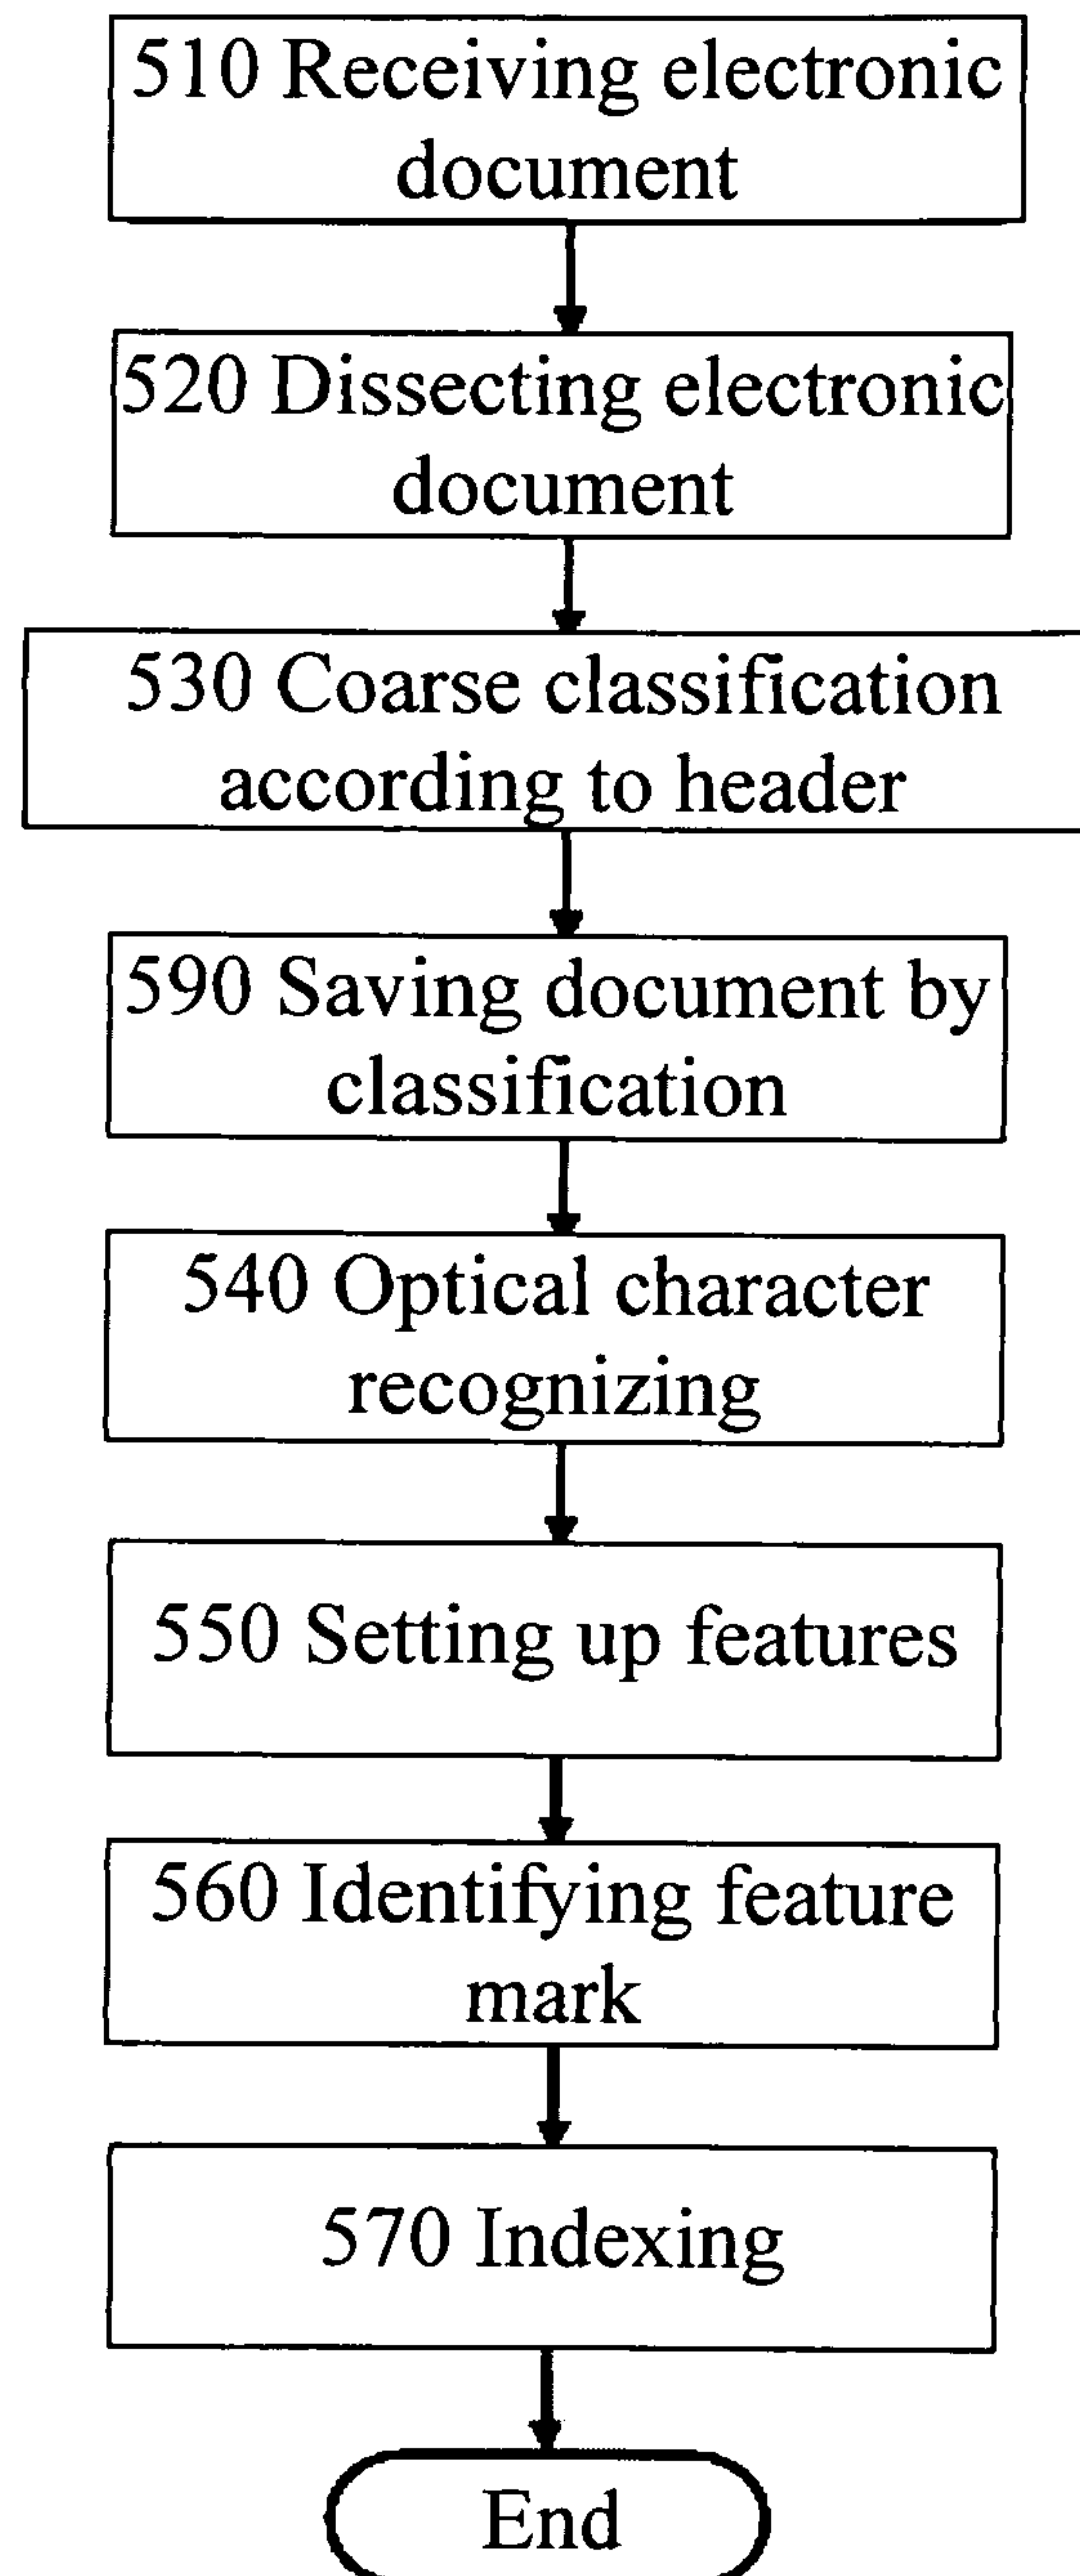 510 Receiving electronic
document
520 Dissecting electronic
document
530 Coarse classification
according to header
590 Saving document by
classification
540 Optical character
recognizing
550 Setting up features
560 Identifying feature
mark
570 Indexing
End